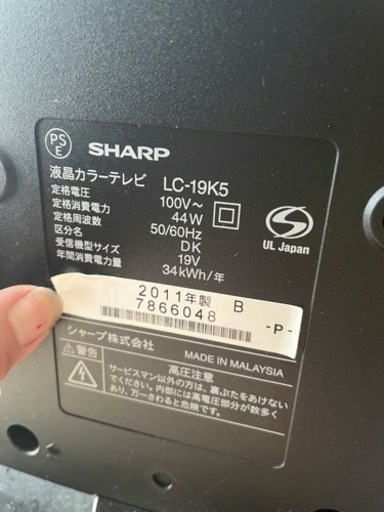 PS E
SHARP
液晶カラーテレビ LC-19K5
定格電圧 100V～
定格消費電力 44W
定格周波数 50/60Hz
区分名 DK
受信機型サイズ 19V
年間消費電力量 34kWh/年
S
UL Japan
2011年製 B
7866048
-P-
シャープ株式会社
MADE IN MALAYSIA
⚠警告 高圧注意
サービスマン以外の方は、裏ぶたをあけない
でください。内部には高電圧部分が数多く
あり、万一さわると危険です。